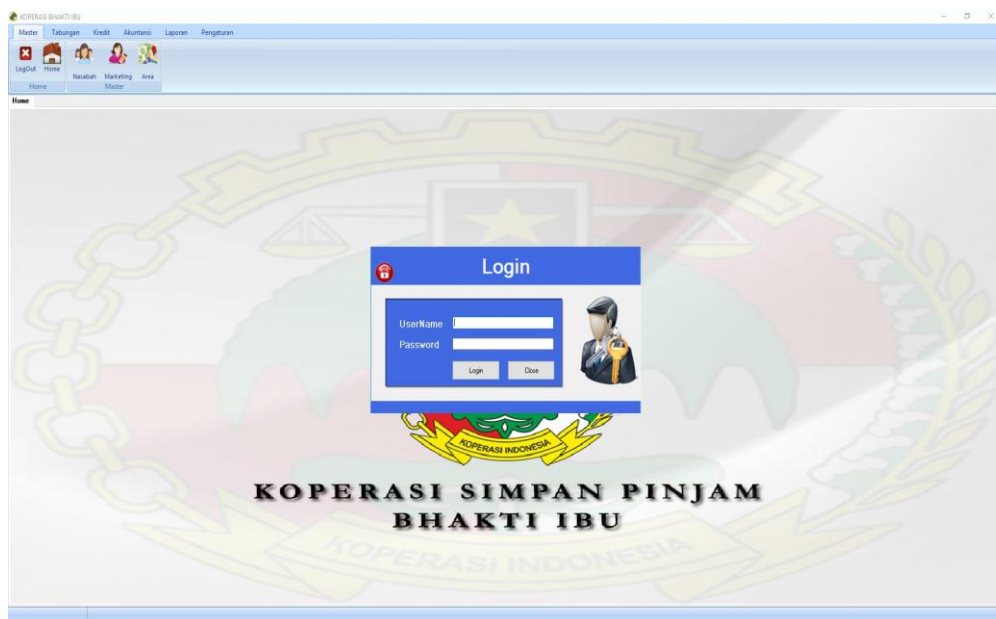 KOPERASI BHAKTI IBU
Master Tabungan Kredit Akuntansi Laporan Pengaturan
LogOut Home Nasabah Marketing Area
Home Master
Home
Login
UserName
Password
Login Close
KOPERASI INDONESIA
KOPERASI SIMPAN PINJAM
BHAKTI IBU
KOPERASI INDONESIA